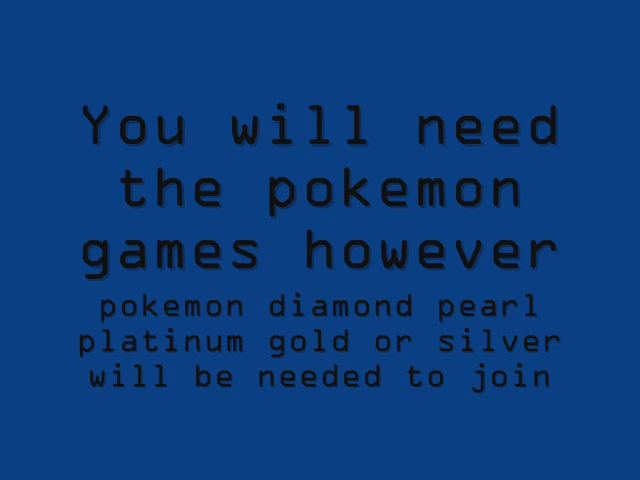 You will need
the pokemon
games however
pokemon diamond pearl
platinum gold or silver
will be needed to join